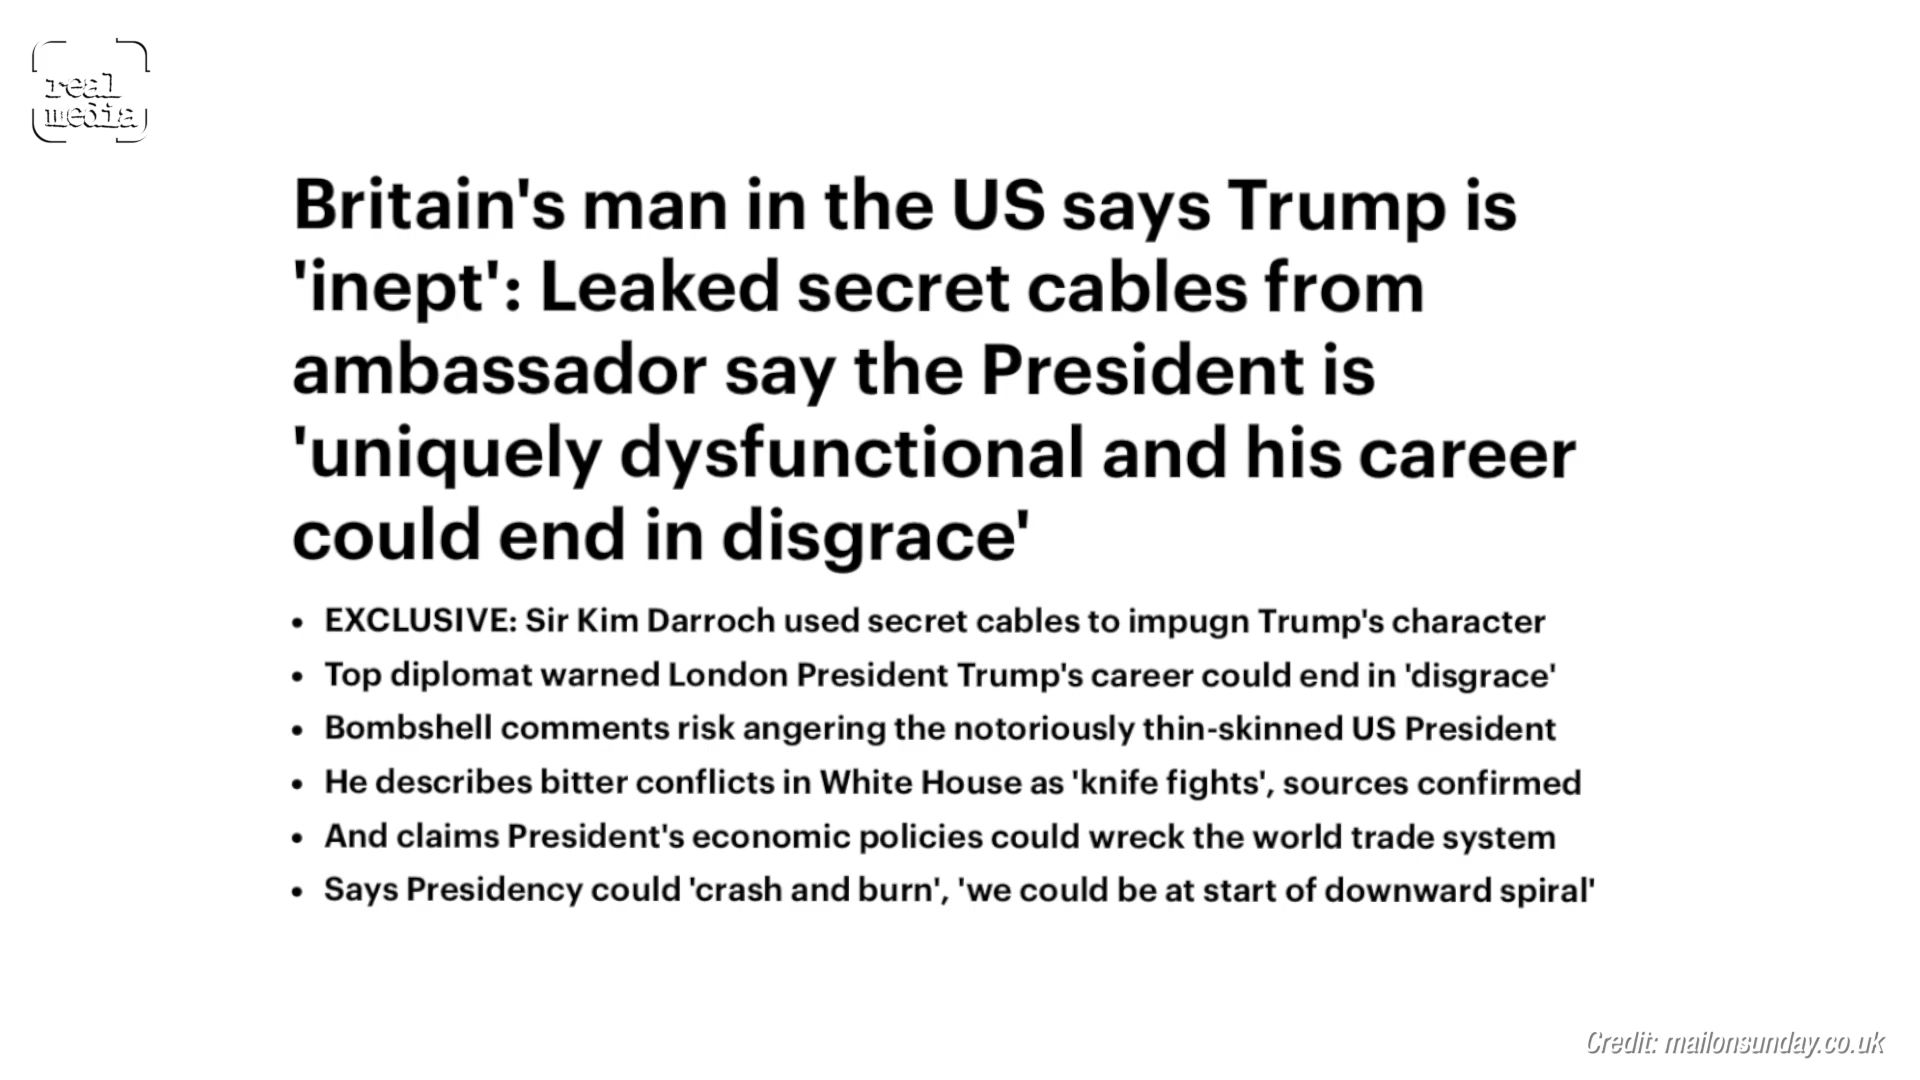 real
media
Britain's man in the US says Trump is
'inept': Leaked secret cables from
ambassador say the President is
'uniquely dysfunctional and his career
could end in disgrace'
• EXCLUSIVE: Sir Kim Darroch used secret cables to impugn Trump's character
• Top diplomat warned London President Trump's career could end in 'disgrace'
• Bombshell comments risk angering the notoriously thin-skinned US President
• He describes bitter conflicts in White House as 'knife fights', sources confirmed
• And claims President's economic policies could wreck the world trade system
• Says Presidency could 'crash and burn', 'we could be at start of downward spiral'
Credit: mailonsunday.co.uk